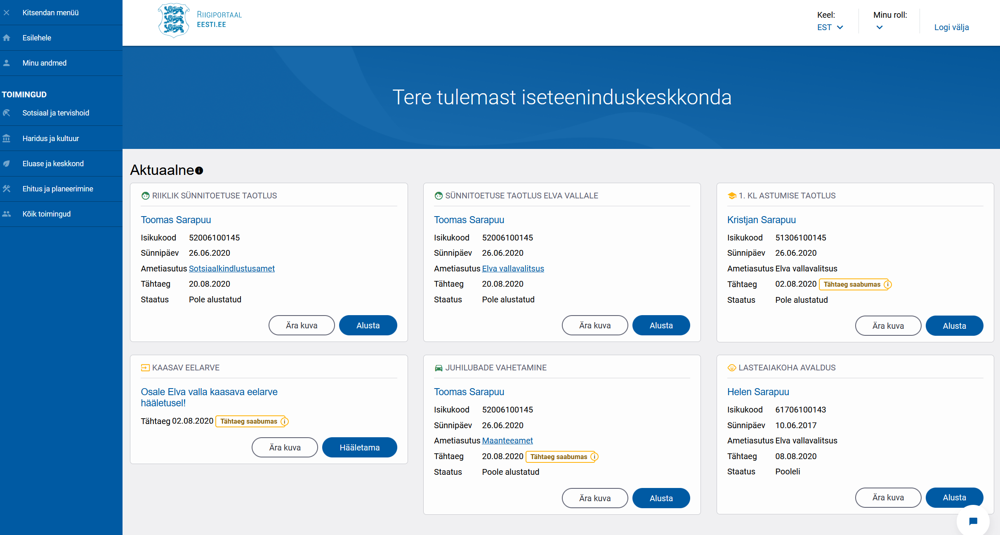 Kitsendan menüü
Esilehele
Minu andmed
TOIMINGUD
Sotsiaal ja tervishoid
Haridus ja kultuur
Eluase ja keskkond
Ehitus ja planeerimine
Kõik toimingud
RIIGIPORTAAL
EESTI.EE
Keel:
EST
Minu roll:
Logi välja
Tere tulemast iseteeninduskeskkonda
Aktuaalne
RIIKLIK SÜNNITOETUSE TAOTLUS
Toomas Sarapuu
Isikukood 52006100145
Sünnipäev 26.06.2020
Ametiasutus Sotsiaalkindlustusamet
Tähtaeg 20.08.2020
Staatus Pole alustatud
Ära kuva Alusta
SÜNNITOETUSE TAOTLUS ELVA VALLALE
Toomas Sarapuu
Isikukood 52006100145
Sünnipäev 26.06.2020
Ametiasutus Elva vallavalitsus
Tähtaeg 20.08.2020
Staatus Pole alustatud
Ära kuva Alusta
1. KL ASTUMISE TAOTLUS
Kristjan Sarapuu
Isikukood 51306100145
Sünnipäev 26.06.2020
Ametiasutus Elva vallavalitsus
Tähtaeg 02.08.2020 Tähtaeg saabumas
Staatus Pole alustatud
Ära kuva Alusta
KAASAV EELARVE
Osale Elva valla kaasava eelarve
hääletusel!
Tähtaeg 02.08.2020 Tähtaeg saabumas
Ära kuva Hääletama
JUHILUBADE VAHETAMINE
Toomas Sarapuu
Isikukood 52006100145
Sünnipäev 26.06.2020
Ametiasutus Maanteeamet
Tähtaeg 20.08.2020 Tähtaeg saabumas
Staatus Poole alustatud
Ära kuva Alusta
LASTEAIAKOHA AVALDUS
Helen Sarapuu
Isikukood 61706100143
Sünnipäev 10.06.2017
Ametiasutus Elva vallavalitsus
Tähtaeg 08.08.2020
Staatus Pooleli
Ära kuva Alusta